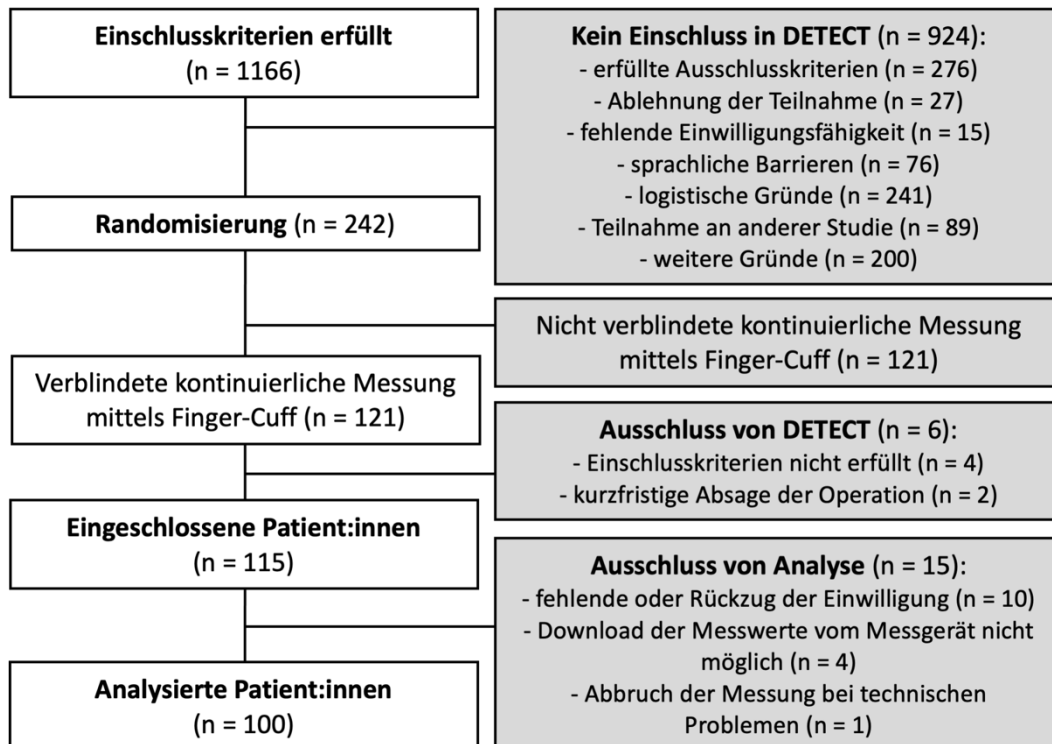 Einschlusskriterien erfüllt
(n = 1166)
Kein Einschluss in DETECT (n = 924):
- erfüllte Ausschlusskriterien (n = 276)
- Ablehnung der Teilnahme (n = 27)
- fehlende Einwilligungsfähigkeit (n = 15)
- sprachliche Barrieren (n = 76)
- logistische Gründe (n = 241)
- Teilnahme an anderer Studie (n = 89)
- weitere Gründe (n = 200)
Randomisierung (n = 242)
Nicht verblindete kontinuierliche Messung
mittels Finger-Cuff (n = 121)
Verblindete kontinuierliche Messung
mittels Finger-Cuff (n = 121)
Ausschluss von DETECT (n = 6):
- Einschlusskriterien nicht erfüllt (n = 4)
- kurzfristige Absage der Operation (n = 2)
Eingeschlossene Patient:innen
(n = 115)
Ausschluss von Analyse (n = 15):
- fehlende oder Rückzug der Einwilligung (n = 10)
- Download der Messwerte vom Messgerät nicht
möglich (n = 4)
- Abbruch der Messung bei technischen
Problemen (n = 1)
Analysierte Patient:innen
(n = 100)